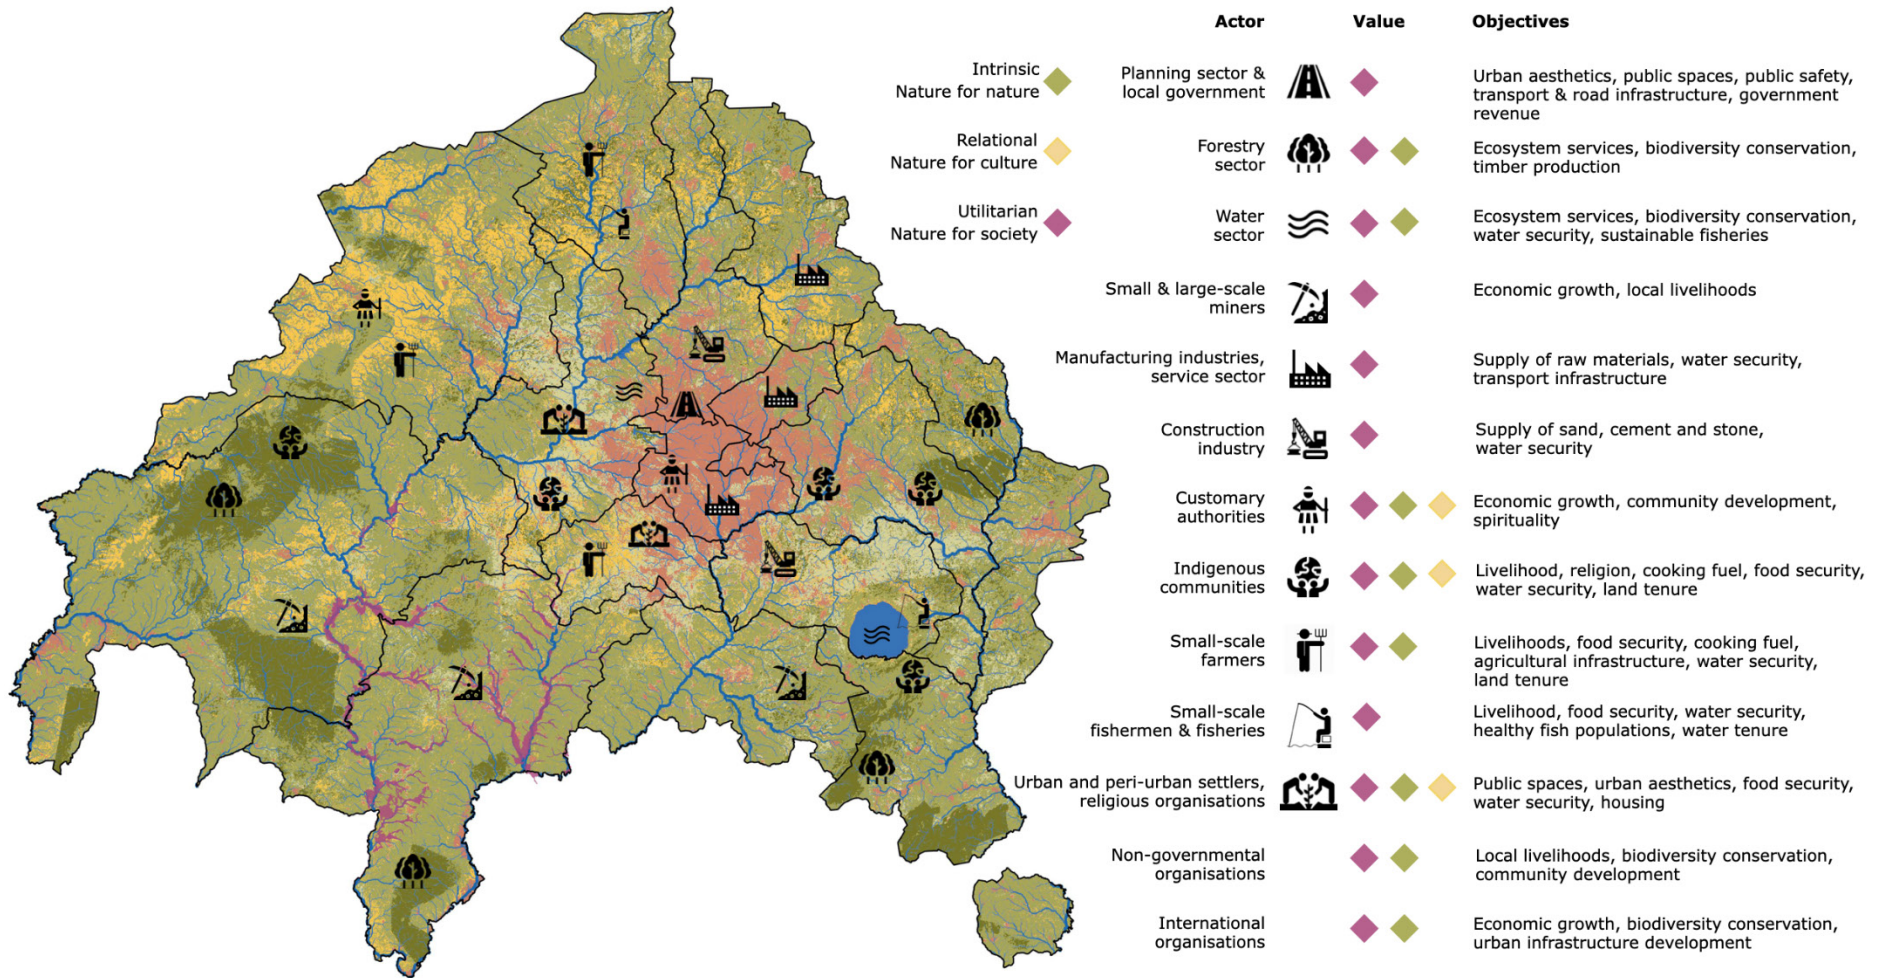 Actor Value Objectives
Intrinsic
Nature for nature
Relational
Nature for culture
Utilitarian
Nature for society
Planning sector &
local government
Urban aesthetics, public spaces, public safety,
transport & road infrastructure, government
revenue
Forestry
sector
Ecosystem services, biodiversity conservation,
timber production
Water
sector
Ecosystem services, biodiversity conservation,
water security, sustainable fisheries
Small & large-scale
miners
Economic growth, local livelihoods
Manufacturing industries,
service sector
Supply of raw materials, water security,
transport infrastructure
Construction
industry
Supply of sand, cement and stone,
water security
Customary
authorities
Economic growth, community development,
spirituality
Indigenous
communities
Livelihood, religion, cooking fuel, food security,
water security, land tenure
Small-scale
farmers
Livelihoods, food security, cooking fuel,
agricultural infrastructure, water security,
land tenure
Small-scale
fishermen & fisheries
Livelihood, food security, water security,
healthy fish populations, water tenure
Urban and peri-urban settlers,
religious organisations
Public spaces, urban aesthetics, food security,
water security, housing
Non-governmental
organisations
Local livelihoods, biodiversity conservation,
community development
International
organisations
Economic growth, biodiversity conservation,
urban infrastructure development